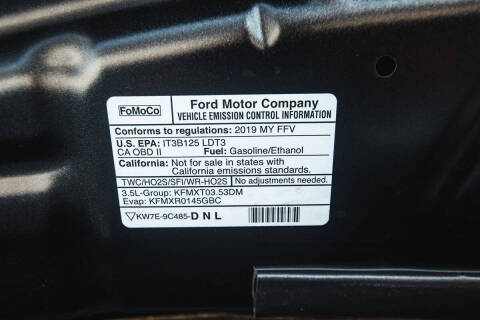 FoMoCo
Ford Motor Company
VEHICLE EMISSION CONTROL INFORMATION
Conforms to regulations: 2019 MY FFV
U.S. EPA: IT3B125 LDT3
CA OBD II Fuel: Gasoline/Ethanol
California: Not for sale in states with
California emissions standards.
TWC/HO2S/SFI/WR-HO2S No adjustments needed.
3.5L-Group: KFMXT03.53DM
Evap: KFMXR0145GBC
KW7E-9C485-D N L